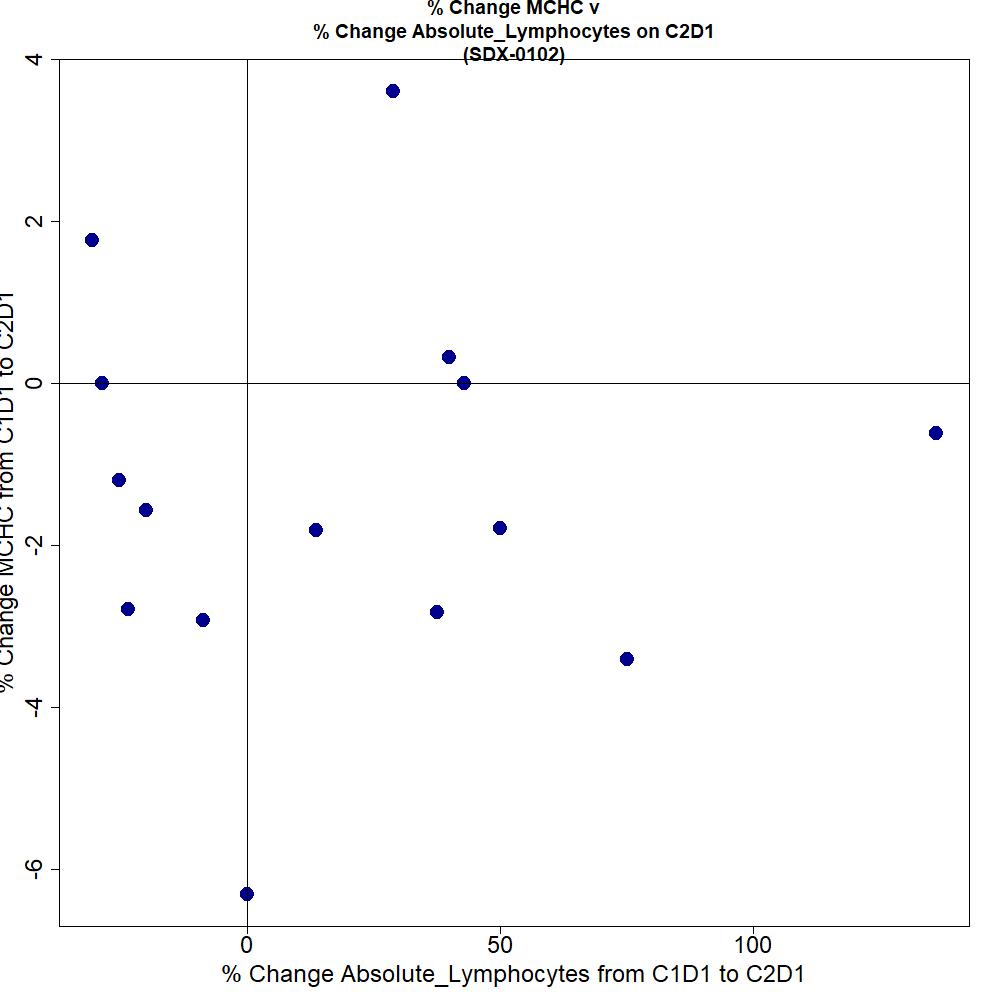 % Change MCHC v
% Change Absolute_Lymphocytes on C2D1
(SDX-0102)
% Change MCHC from C1D1 to C2D1
4
2
0
-2
-4
-6
0
50
100
% Change Absolute_Lymphocytes from C1D1 to C2D1